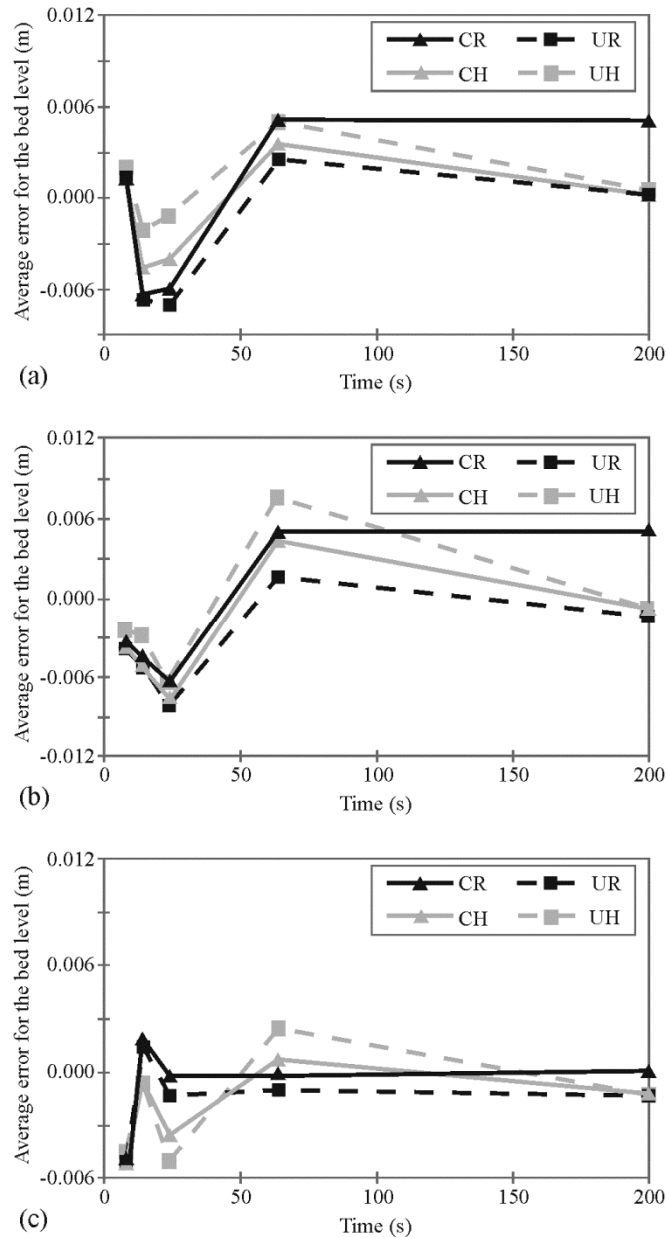 0.012
0.006
0.000
-0.006
Average error for the bed level (m)
CR UR
CH UH
0 50 100 150 200
Time (s)
(a)
0.012
0.006
0.000
-0.006
-0.012
Average error for the bed level (m)
CR UR
CH UH
0 50 100 150 200
Time (s)
(b)
0.012
0.006
0.000
-0.006
Average error for the bed level (m)
CR UR
CH UH
0 50 100 150 200
Time (s)
(c)